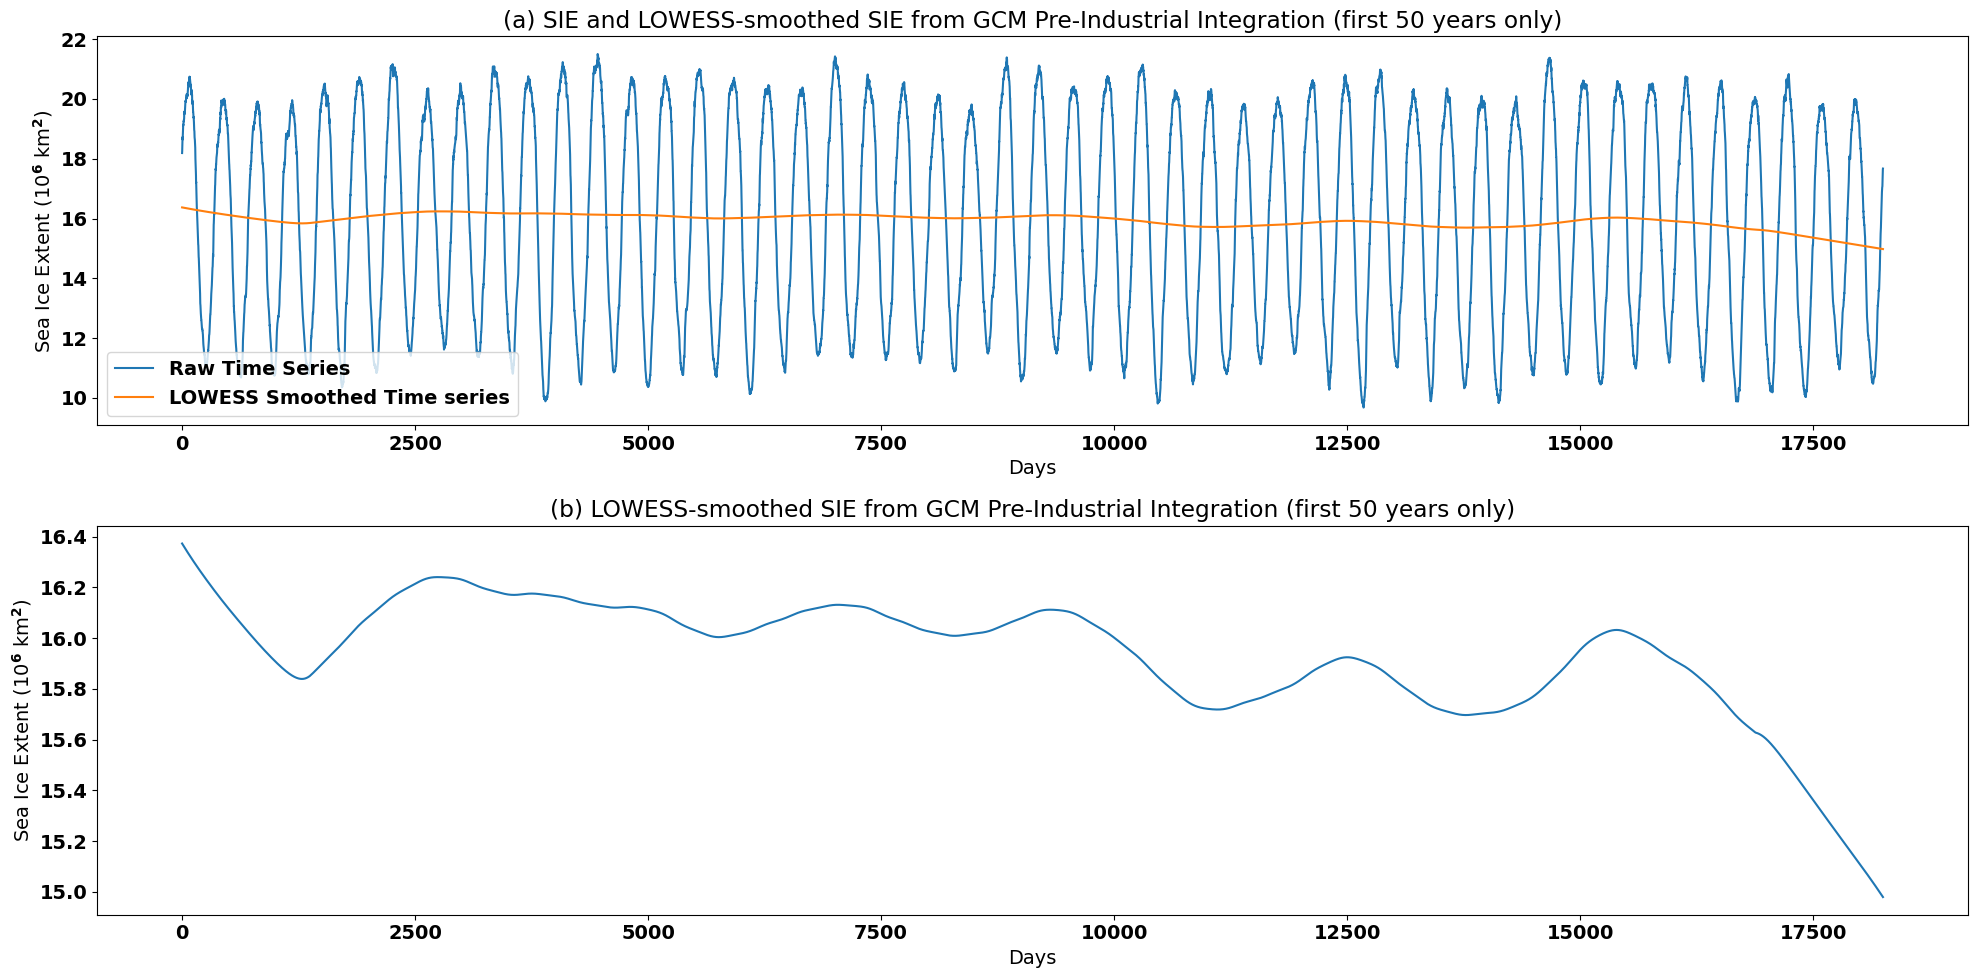 (a) SIE and LOWESS-smoothed SIE from GCM Pre-Industrial Integration (first 50 years only)
Sea Ice Extent (10⁶ km²)
22
20
18
16
14
12
10
Raw Time Series
LOWESS Smoothed Time series
0 2500 5000 7500 10000 12500 15000 17500
Days
(b) LOWESS-smoothed SIE from GCM Pre-Industrial Integration (first 50 years only)
Sea Ice Extent (10⁶ km²)
16.4
16.2
16.0
15.8
15.6
15.4
15.2
15.0
0 2500 5000 7500 10000 12500 15000 17500
Days